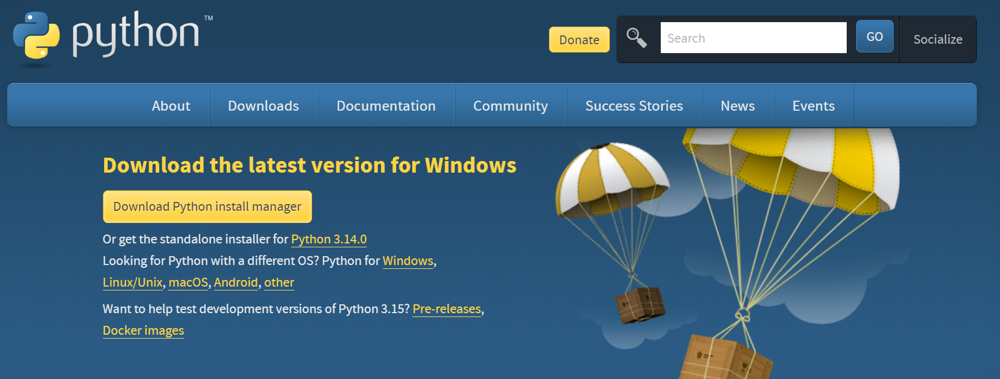 python™
Donate
Search
GO
Socialize
About
Downloads
Documentation
Community
Success Stories
News
Events
Download the latest version for Windows
Download Python install manager
Or get the standalone installer for Python 3.14.0
Looking for Python with a different OS? Python for Windows,
Linux/Unix, macOS, Android, other
Want to help test development versions of Python 3.15? Pre-releases,
Docker images